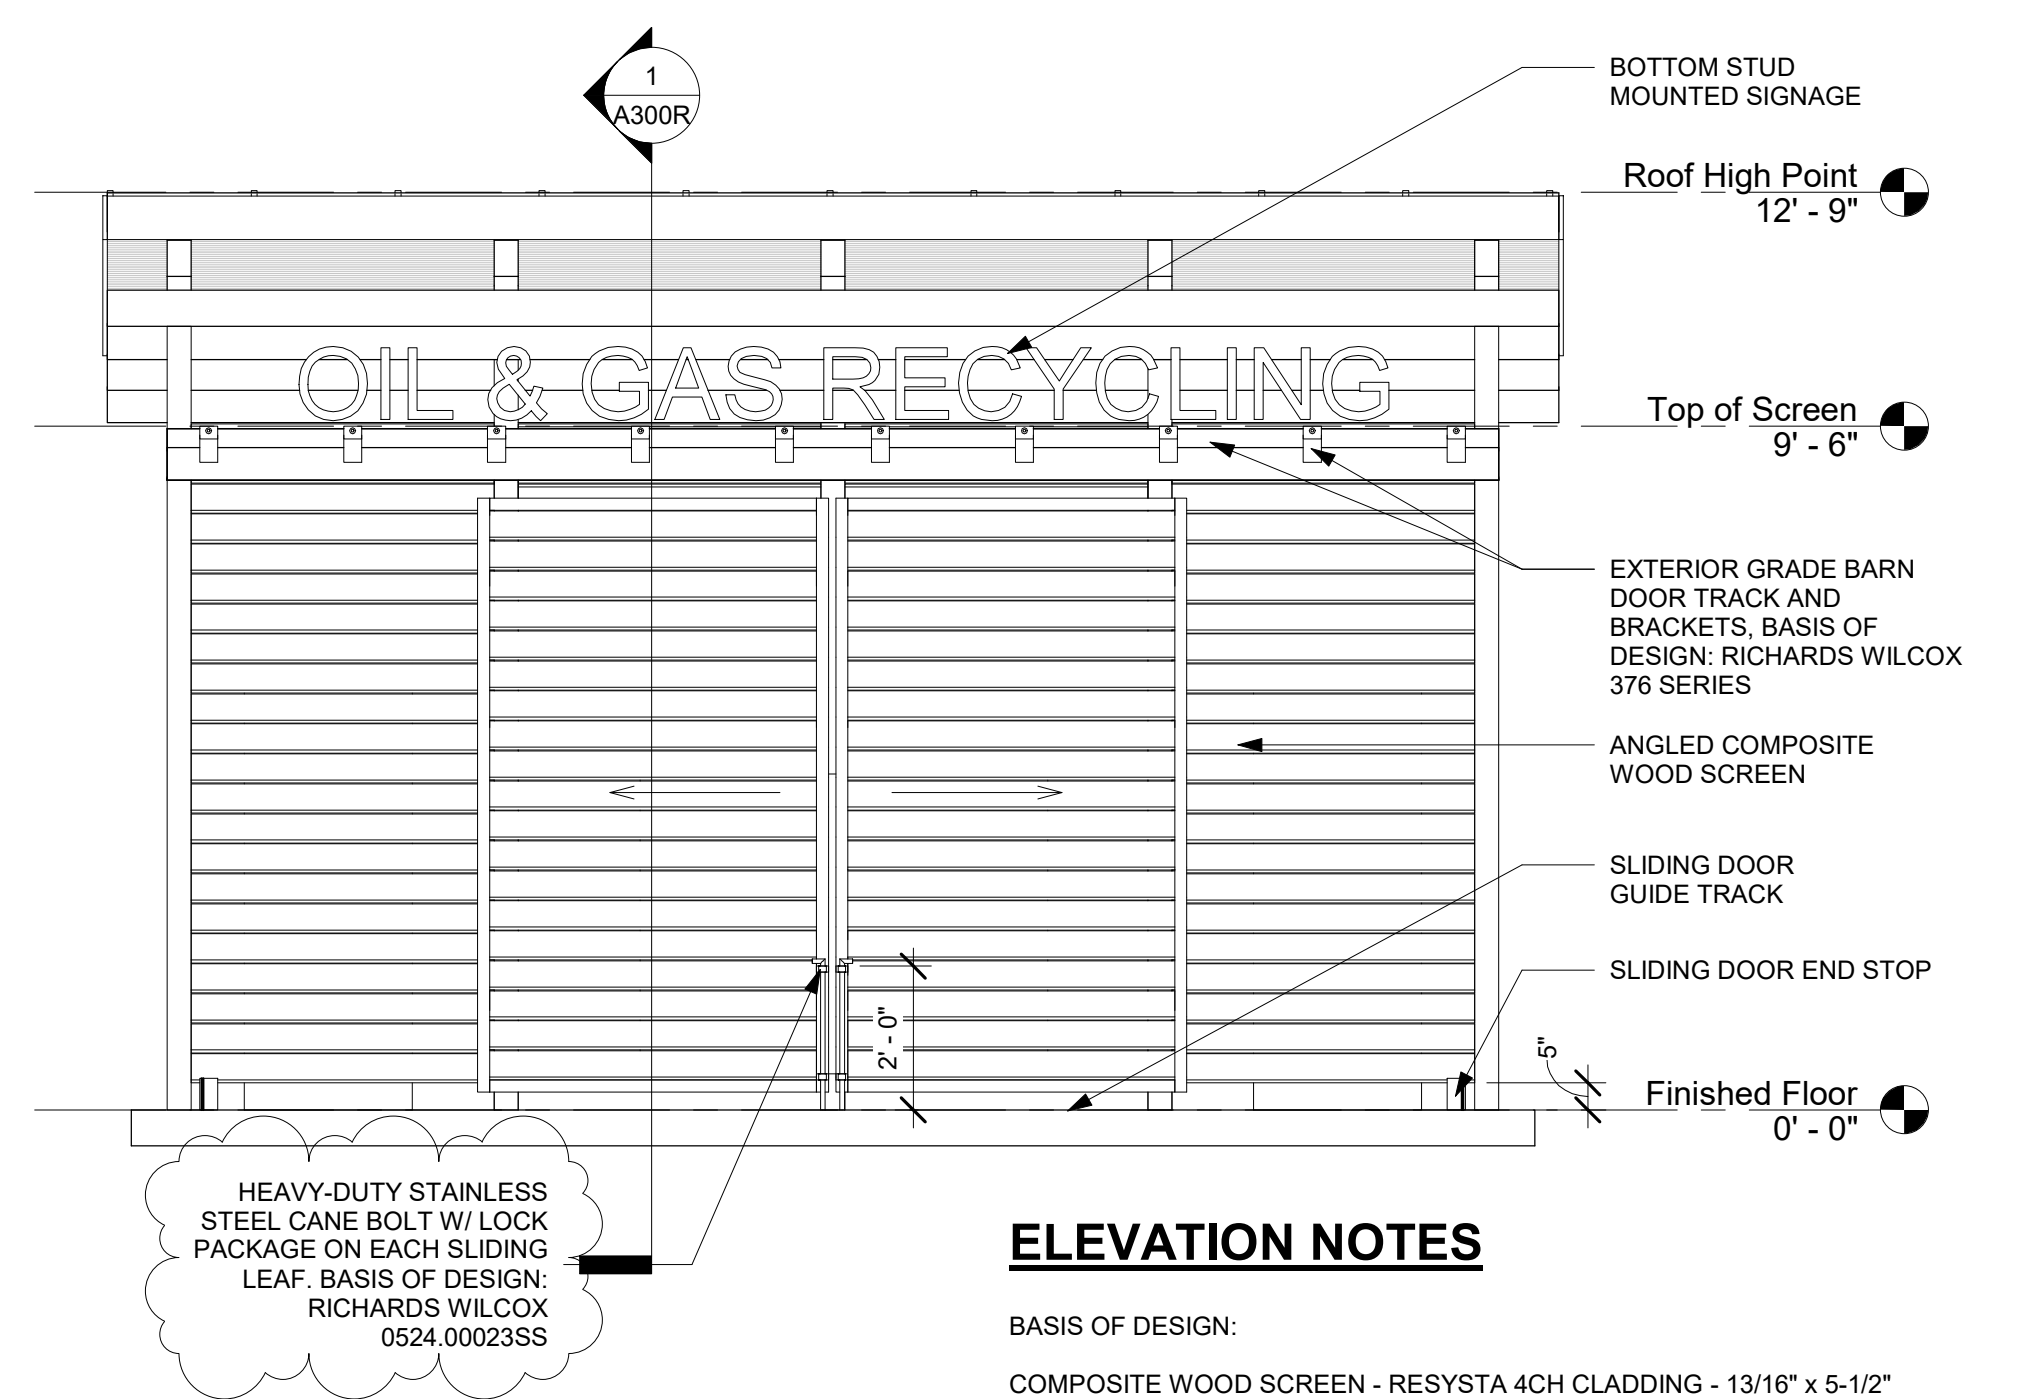 1
A300R
BOTTOM STUD
MOUNTED SIGNAGE
Roof High Point
12' - 9"
OIL & GAS RECYCLING
Top of Screen
9' - 6"
EXTERIOR GRADE BARN
DOOR TRACK AND
BRACKETS, BASIS OF
DESIGN: RICHARDS WILCOX
376 SERIES
ANGLED COMPOSITE
WOOD SCREEN
SLIDING DOOR
GUIDE TRACK
SLIDING DOOR END STOP
2' - 0"
5"
Finished Floor
0' - 0"
HEAVY-DUTY STAINLESS
STEEL CANE BOLT W/ LOCK
PACKAGE ON EACH SLIDING
LEAF. BASIS OF DESIGN:
RICHARDS WILCOX
0524.00023SS
ELEVATION NOTES
BASIS OF DESIGN:
COMPOSITE WOOD SCREEN - RESYSTA 4CH CLADDING - 13/16" x 5-1/2"